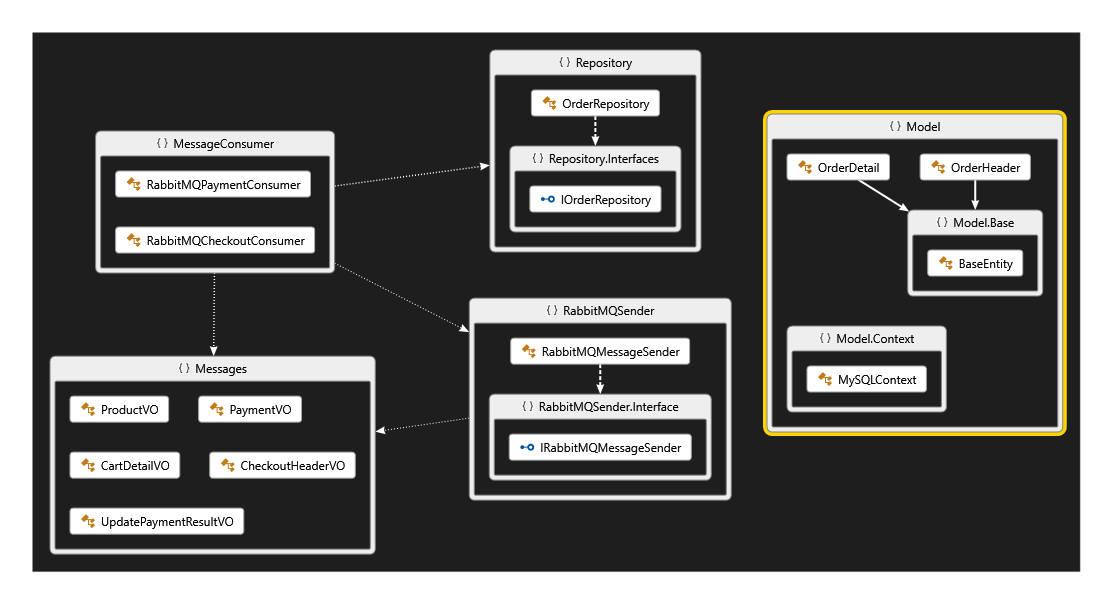 { } Repository
OrderRepository
{ } Repository.Interfaces
IOrderRepository
{ } MessageConsumer
RabbitMQPaymentConsumer
RabbitMQCheckoutConsumer
{ } Model
OrderDetail
OrderHeader
{ } Model.Base
BaseEntity
{ } Model.Context
MySQLContext
{ } RabbitMQSender
RabbitMQMessageSender
{ } RabbitMQSender.Interface
IRabbitMQMessageSender
{ } Messages
ProductVO
PaymentVO
CartDetailVO
CheckoutHeaderVO
UpdatePaymentResultVO